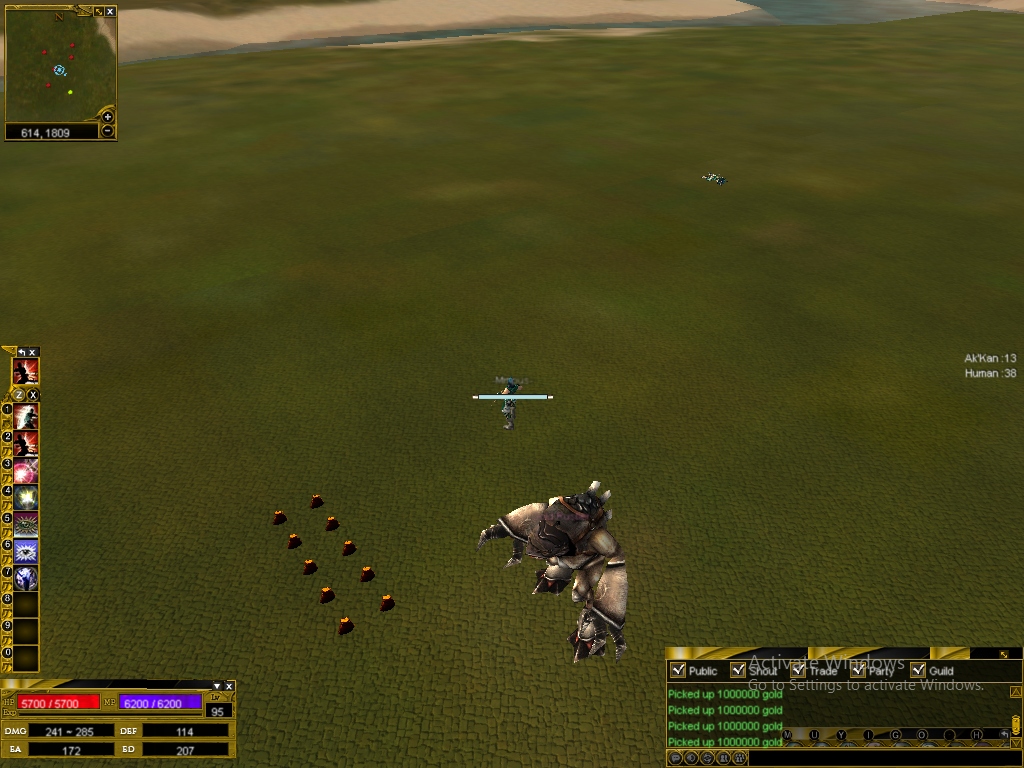 N
X
614, 1809
Ak'Kan :13
Human :38
X
Z X
1
2
3
4
5
6
7
8
9
0
X
HP 5700 / 5700 MP 6200 / 6200 Lv
Exp 95
DMG 241 ~ 285 DEF 114
EA 172 ED 207
Public Shout Trade Party Guild
Activate Windows
Go to Settings to activate Windows.
Picked up 1000000 gold
Picked up 1000000 gold
Picked up 1000000 gold
Picked up 1000000 gold
M U Y I G O H